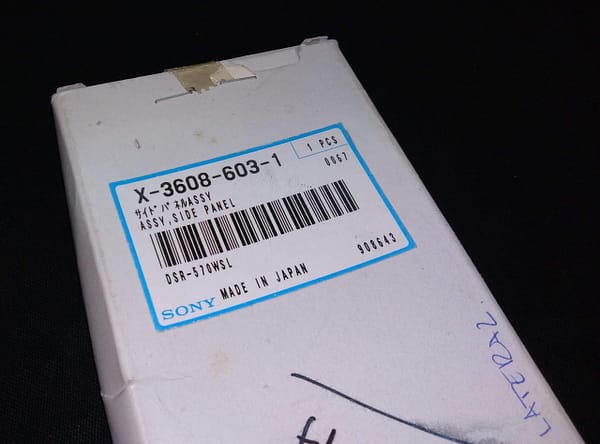 1 PCS
X-3608-603-1
0067
サイドパネルASSY
ASSY,SIDE PANEL
DSR-570WSL
908643
SONY MADE IN JAPAN
LATERAL.